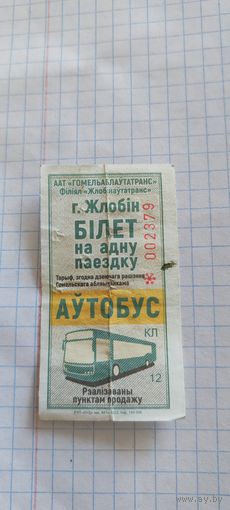 ААТ «ГОМЕЛЬАБЛАЎТАТРАНС»
Філіял «Жлобінаўтатранс»
г. Жлобін
БІЛЕТ
на адну
паездку
Тарыф, згодна дзеючага рашэння
Гомельскага аблвыканкама
002379
АЎТОБУС
КЛ
12
Рэалізаваны
пунктам продажу
www.ay.by